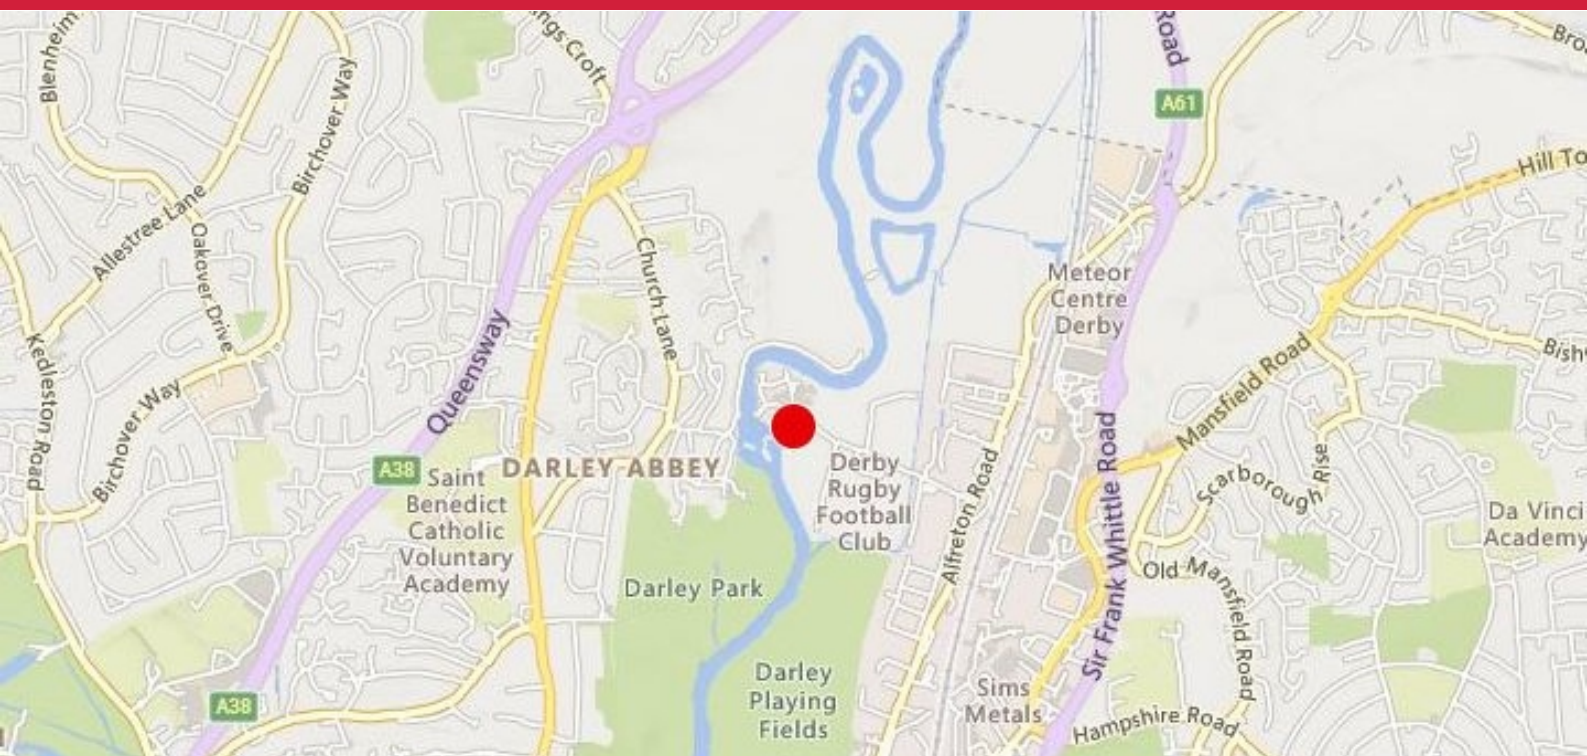 Blenheim
ngs Croft
Road
Bro
A61
Birchover Way
Hill To
Allestree Lane
Oakover Drive
Church Lane
Meteor
Centre
Derby
Kedleston Road
Queensway
Mansfield Road
Bish
Birchover Way
A38
Saint
Benedict
Catholic
Voluntary
Academy
DARLEY ABBEY
Derby
Rugby
Football
Club
Alfreton Road
Sir Frank Whittle Road
Scarborough Rise
Da Vinci
Academy
Old Mansfield Road
Darley Park
Darley
Playing
Fields
Sims
Metals
A38
Hampshire Road